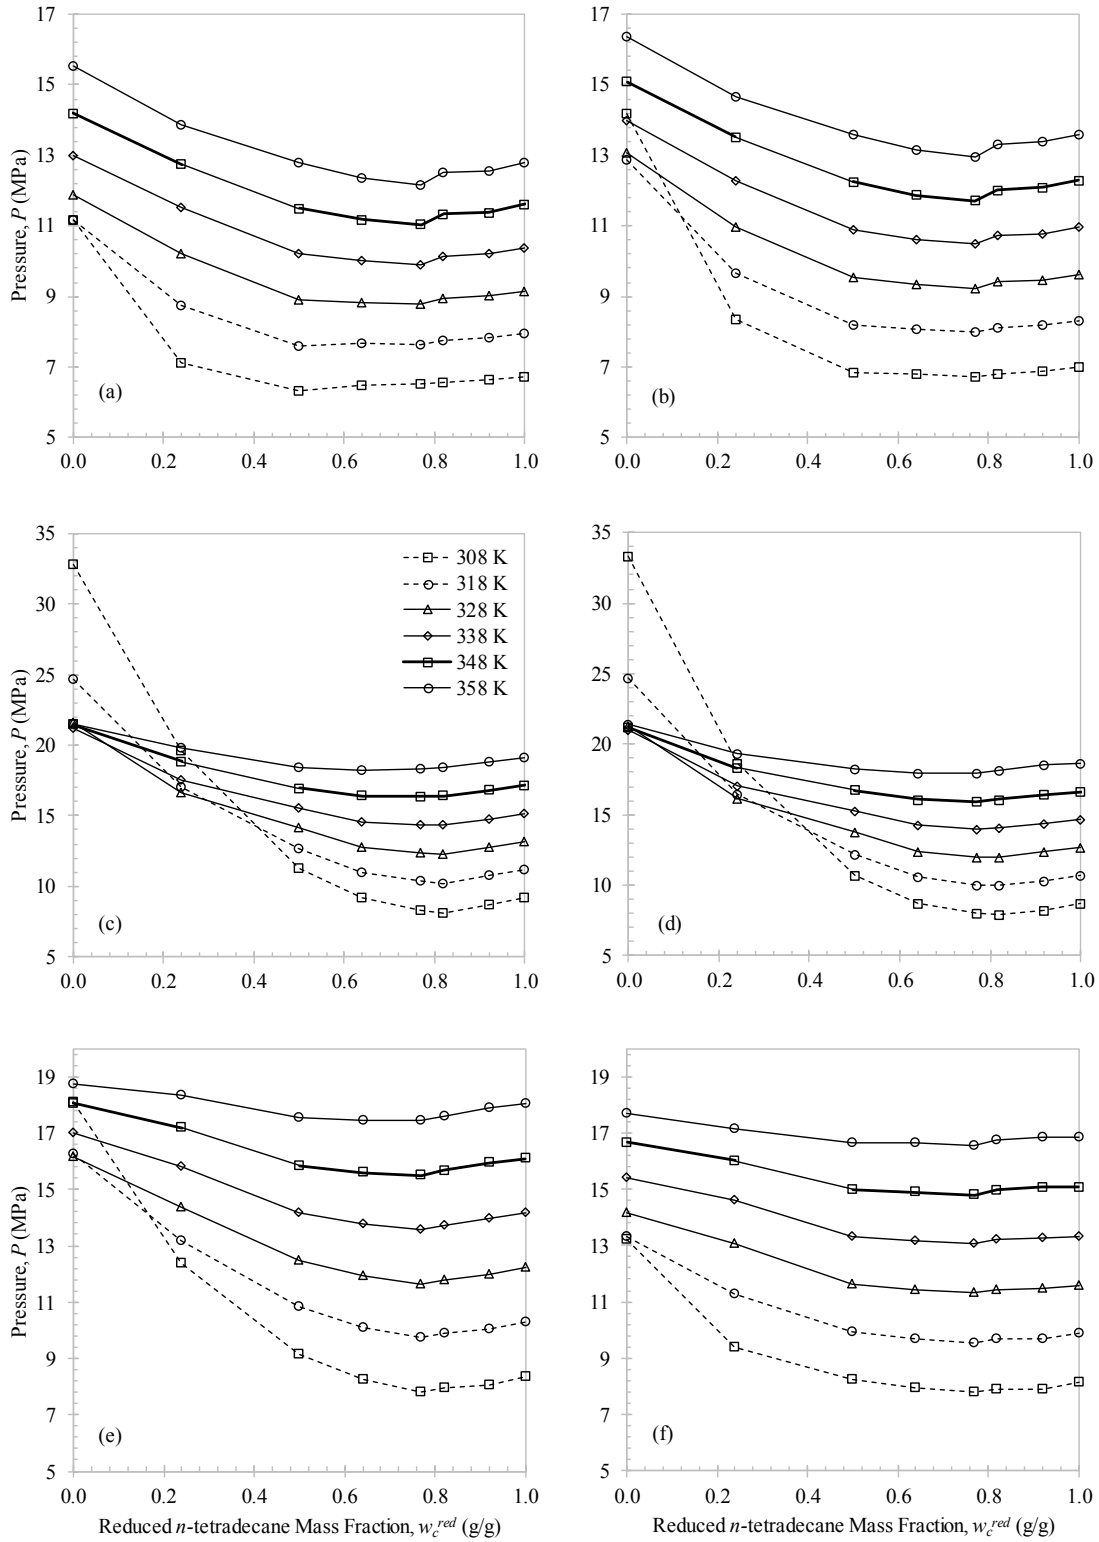 17
15
13
11
9
7
5
Pressure, P (MPa)
(a)
0.0 0.2 0.4 0.6 0.8 1.0
17
15
13
11
9
7
5
(b)
0.0 0.2 0.4 0.6 0.8 1.0
35
30
25
20
15
10
5
Pressure, P (MPa)
308 K
318 K
328 K
338 K
348 K
358 K
(c)
0.0 0.2 0.4 0.6 0.8 1.0
35
30
25
20
15
10
5
(d)
0.0 0.2 0.4 0.6 0.8 1.0
19
17
15
13
11
9
7
5
Pressure, P (MPa)
(e)
0.0 0.2 0.4 0.6 0.8 1.0
Reduced n-tetradecane Mass Fraction, w_c^red (g/g)
19
17
15
13
11
9
7
5
(f)
0.0 0.2 0.4 0.6 0.8 1.0
Reduced n-tetradecane Mass Fraction, w_c^red (g/g)